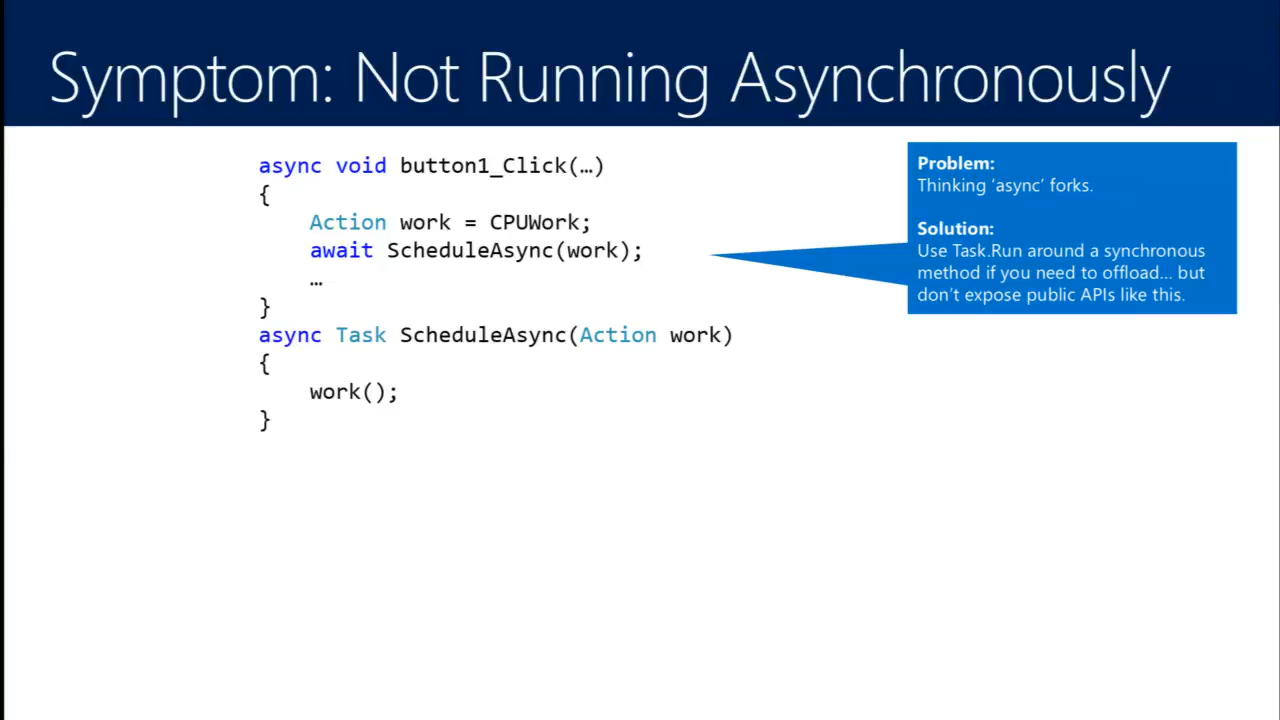 Symptom: Not Running Asynchronously
async void button1_Click(…)
{
    Action work = CPUWork;
    await ScheduleAsync(work);
    …
}
async Task ScheduleAsync(Action work)
{
    work();
}
Problem:
Thinking ‘async’ forks.
Solution:
Use Task.Run around a synchronous
method if you need to offload… but
don’t expose public APIs like this.